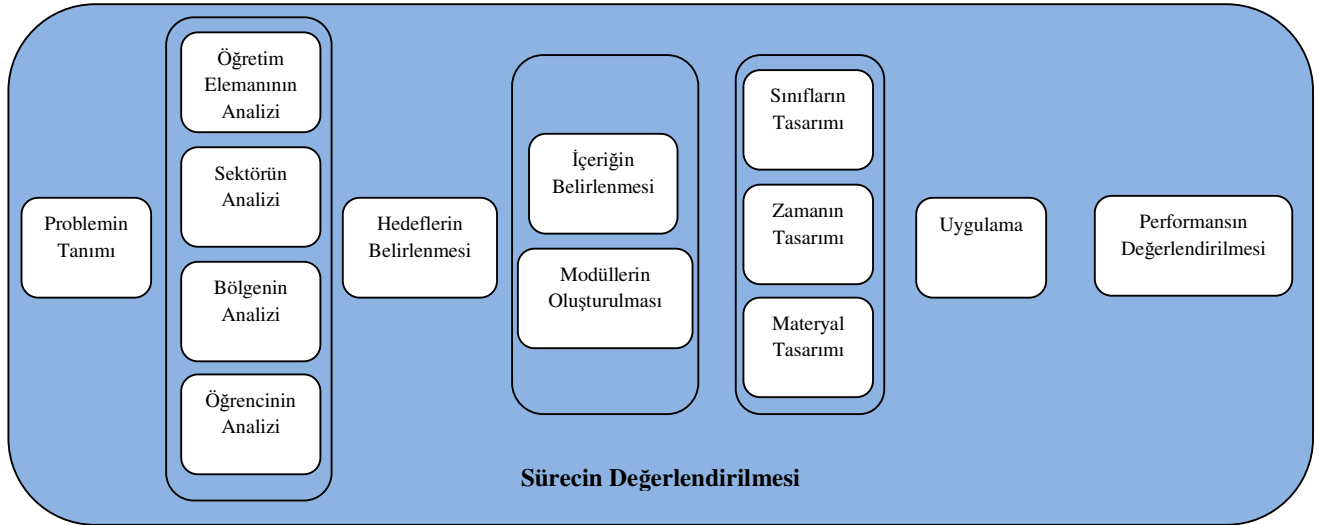 Problemin
Tanımı
Öğretim
Elemanının
Analizi
Sektörün
Analizi
Bölgenin
Analizi
Öğrencinin
Analizi
Hedeflerin
Belirlenmesi
İçeriğin
Belirlenmesi
Modüllerin
Oluşturulması
Sınıfların
Tasarımı
Zamanın
Tasarımı
Materyal
Tasarımı
Uygulama
Performansın
Değerlendirilmesi
Sürecin Değerlendirilmesi